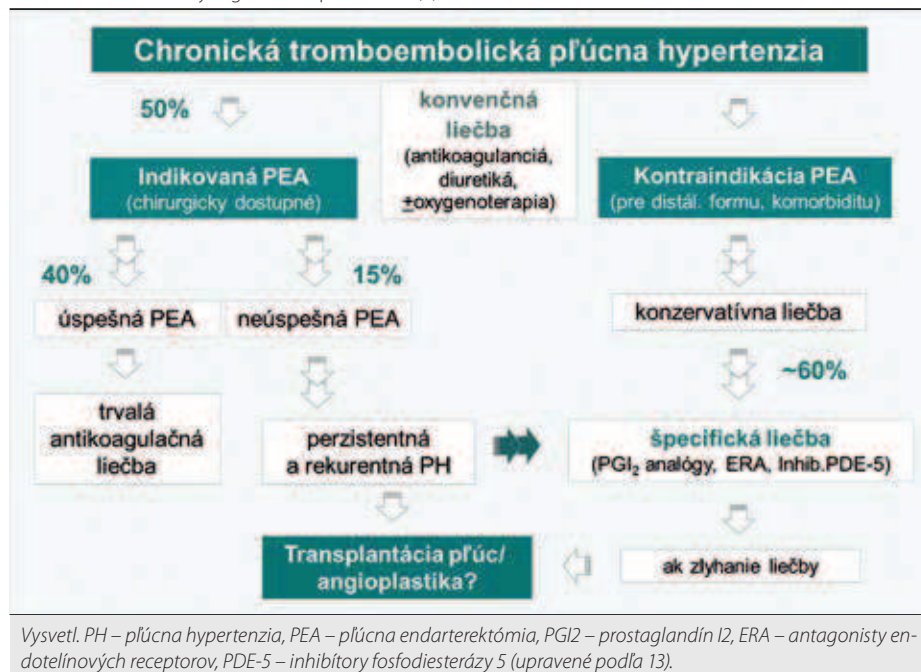 Chronická tromboembolická pľúcna hypertenzia
50%
konvenčná
liečba
(antikoagulanciá,
diuretiká,
±oxygenoterapia)
Indikovaná PEA
(chirurgicky dostupné)
Kontraindikácia PEA
(pre distál. formu, komorbiditu)
40%
15%
úspešná PEA
neúspešná PEA
konzervatívna liečba
~60%
trvalá
antikoagulačná
liečba
perzistentná
a rekurentná PH
špecifická liečba
(PGI₂ analógy, ERA, Inhib.PDE-5)
Transplantácia pľúc/
angioplastika?
ak zlyhanie liečby
Vysvetl. PH – pľúcna hypertenzia, PEA – pľúcna endarterektómia, PGI2 – prostaglandín I2, ERA – antagonisty en-
dotelínových receptorov, PDE-5 – inhibítory fosfodiesterázy 5 (upravené podľa 13).